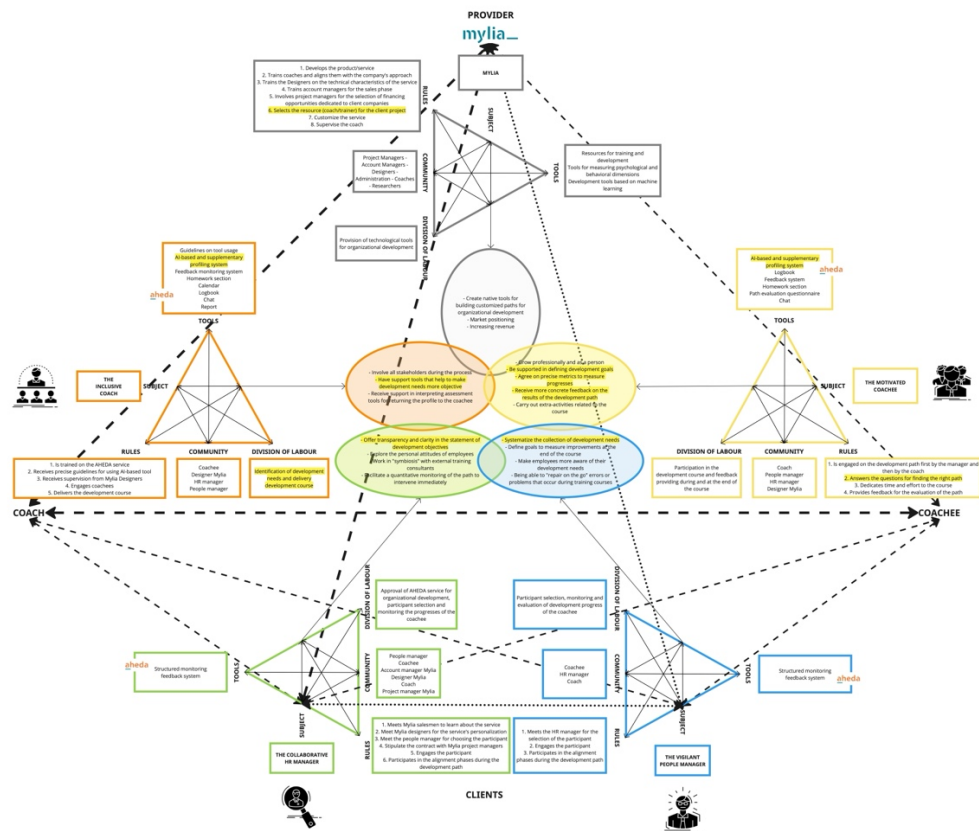 PROVIDER
mylia_
MYLIA
1. Develops the product/service
2. Trains coaches and aligns them with the company's approach
3. Trains the Designers on the technical characteristics of the service
4. Trains account managers for the sales phase
5. Involves project managers for the selection of financing
opportunities dedicated to client companies
6. Selects the resource (coach/trainer) for the client project
7. Customize the service
8. Supervise the coach
RULES
SUBJECT
Project Managers -
Account Managers -
Designers -
Administration - Coaches
- Researchers
COMMUNITY
TOOLS
Resources for training and
development
Tools for measuring psychological and
behavioral dimensions
Development tools based on machine
learning
Provision of technological tools
for organizational development
DIVISION OF LABOUR
- Create native tools for
building customized paths for
organizational development
- Market positioning
- Increasing revenue
Guidelines on tool usage
AI-based and supplementary
profiling system
Feedback monitoring system
Homework section
Calendar
Logbook
Chat
Report
aheda
TOOLS
AI-based and supplementary
profiling system
Logbook
Feedback system
Homework section
Path evaluation questionnaire
Chat
aheda
TOOLS
THE
INCLUSIVE
COACH
SUBJECT
- Involve all stakeholders during the process
- Have support tools that help to make
development needs more objective
- Receive support in interpreting assessment
tools for returning the profile to the coachee
- Grow professionally and as a person
- Be supported in defining development goals
- Agree on precise metrics to measure
progresses
- Receive more concrete feedback on the
results of the development path
- Carry out extra-activities related to the
course
SUBJECT
THE MOTIVATED
COACHEE
- Offer transparency and clarity in the statement of
development objectives
- Explore the personal attitudes of employees
- Work in "symbiosis" with external training
consultants
- Facilitate a quantitative monitoring of the path to
intervene immediately
- Systematize the collection of development needs
- Define goals to measure improvements at the
end of the course
- Make employees more aware of their
development needs
- Being able to "repair on the go" errors or
problems that occur during training courses
RULES
1. Is trained on the AHEDA service
2. Receives precise guidelines for using AI-based tool
3. Receives supervision from Mylia Designers
4. Engages coachees
5. Delivers the development course
COMMUNITY
Coachee
Designer Mylia
HR manager
People manager
DIVISION OF LABOUR
Identification of development
needs and delivery
development course
DIVISION OF LABOUR
Participation in the
development course and feedback
providing during and at the end of
the course
COMMUNITY
Coach
People manager
HR manager
Designer Mylia
RULES
1. Is engaged on the development path first by the manager and
then by the coach
2. Answers the questions for finding the right path
3. Dedicates time and effort to the course
4. Provides feedback for the evaluation of the path
COACH
COACHEE
DIVISION OF LABOUR
Approval of AHEDA service for
organizational development,
participant selection and
monitoring the progresses of the
coachee
Participant selection, monitoring and
evaluation of development progress
of the coachee
DIVISION OF LABOUR
aheda
Structured monitoring
feedback system
TOOLS
COMMUNITY
People manager
Coachee
Account manager Mylia
Designer Mylia
Coach
Project manager Mylia
Coachee
HR manager
Coach
COMMUNITY
TOOLS
Structured monitoring
feedback system
aheda
SUBJECT
RULES
1. Meets Mylia salesmen to learn about the service
2. Meet Mylia designers for the service's personalization
3. Meet the people manager for choosing the participant
4. Stipulate the contract with Mylia project managers
5. Engages the participant
6. Participates in the alignment phases during the
development path
1. Meets the HR manager for the
selection of the participant
2. Engages the participant
3. Participates in the alignment
phases during the development path
RULES
SUBJECT
THE COLLABORATIVE
HR MANAGER
THE VIGILANT
PEOPLE MANAGER
CLIENTS